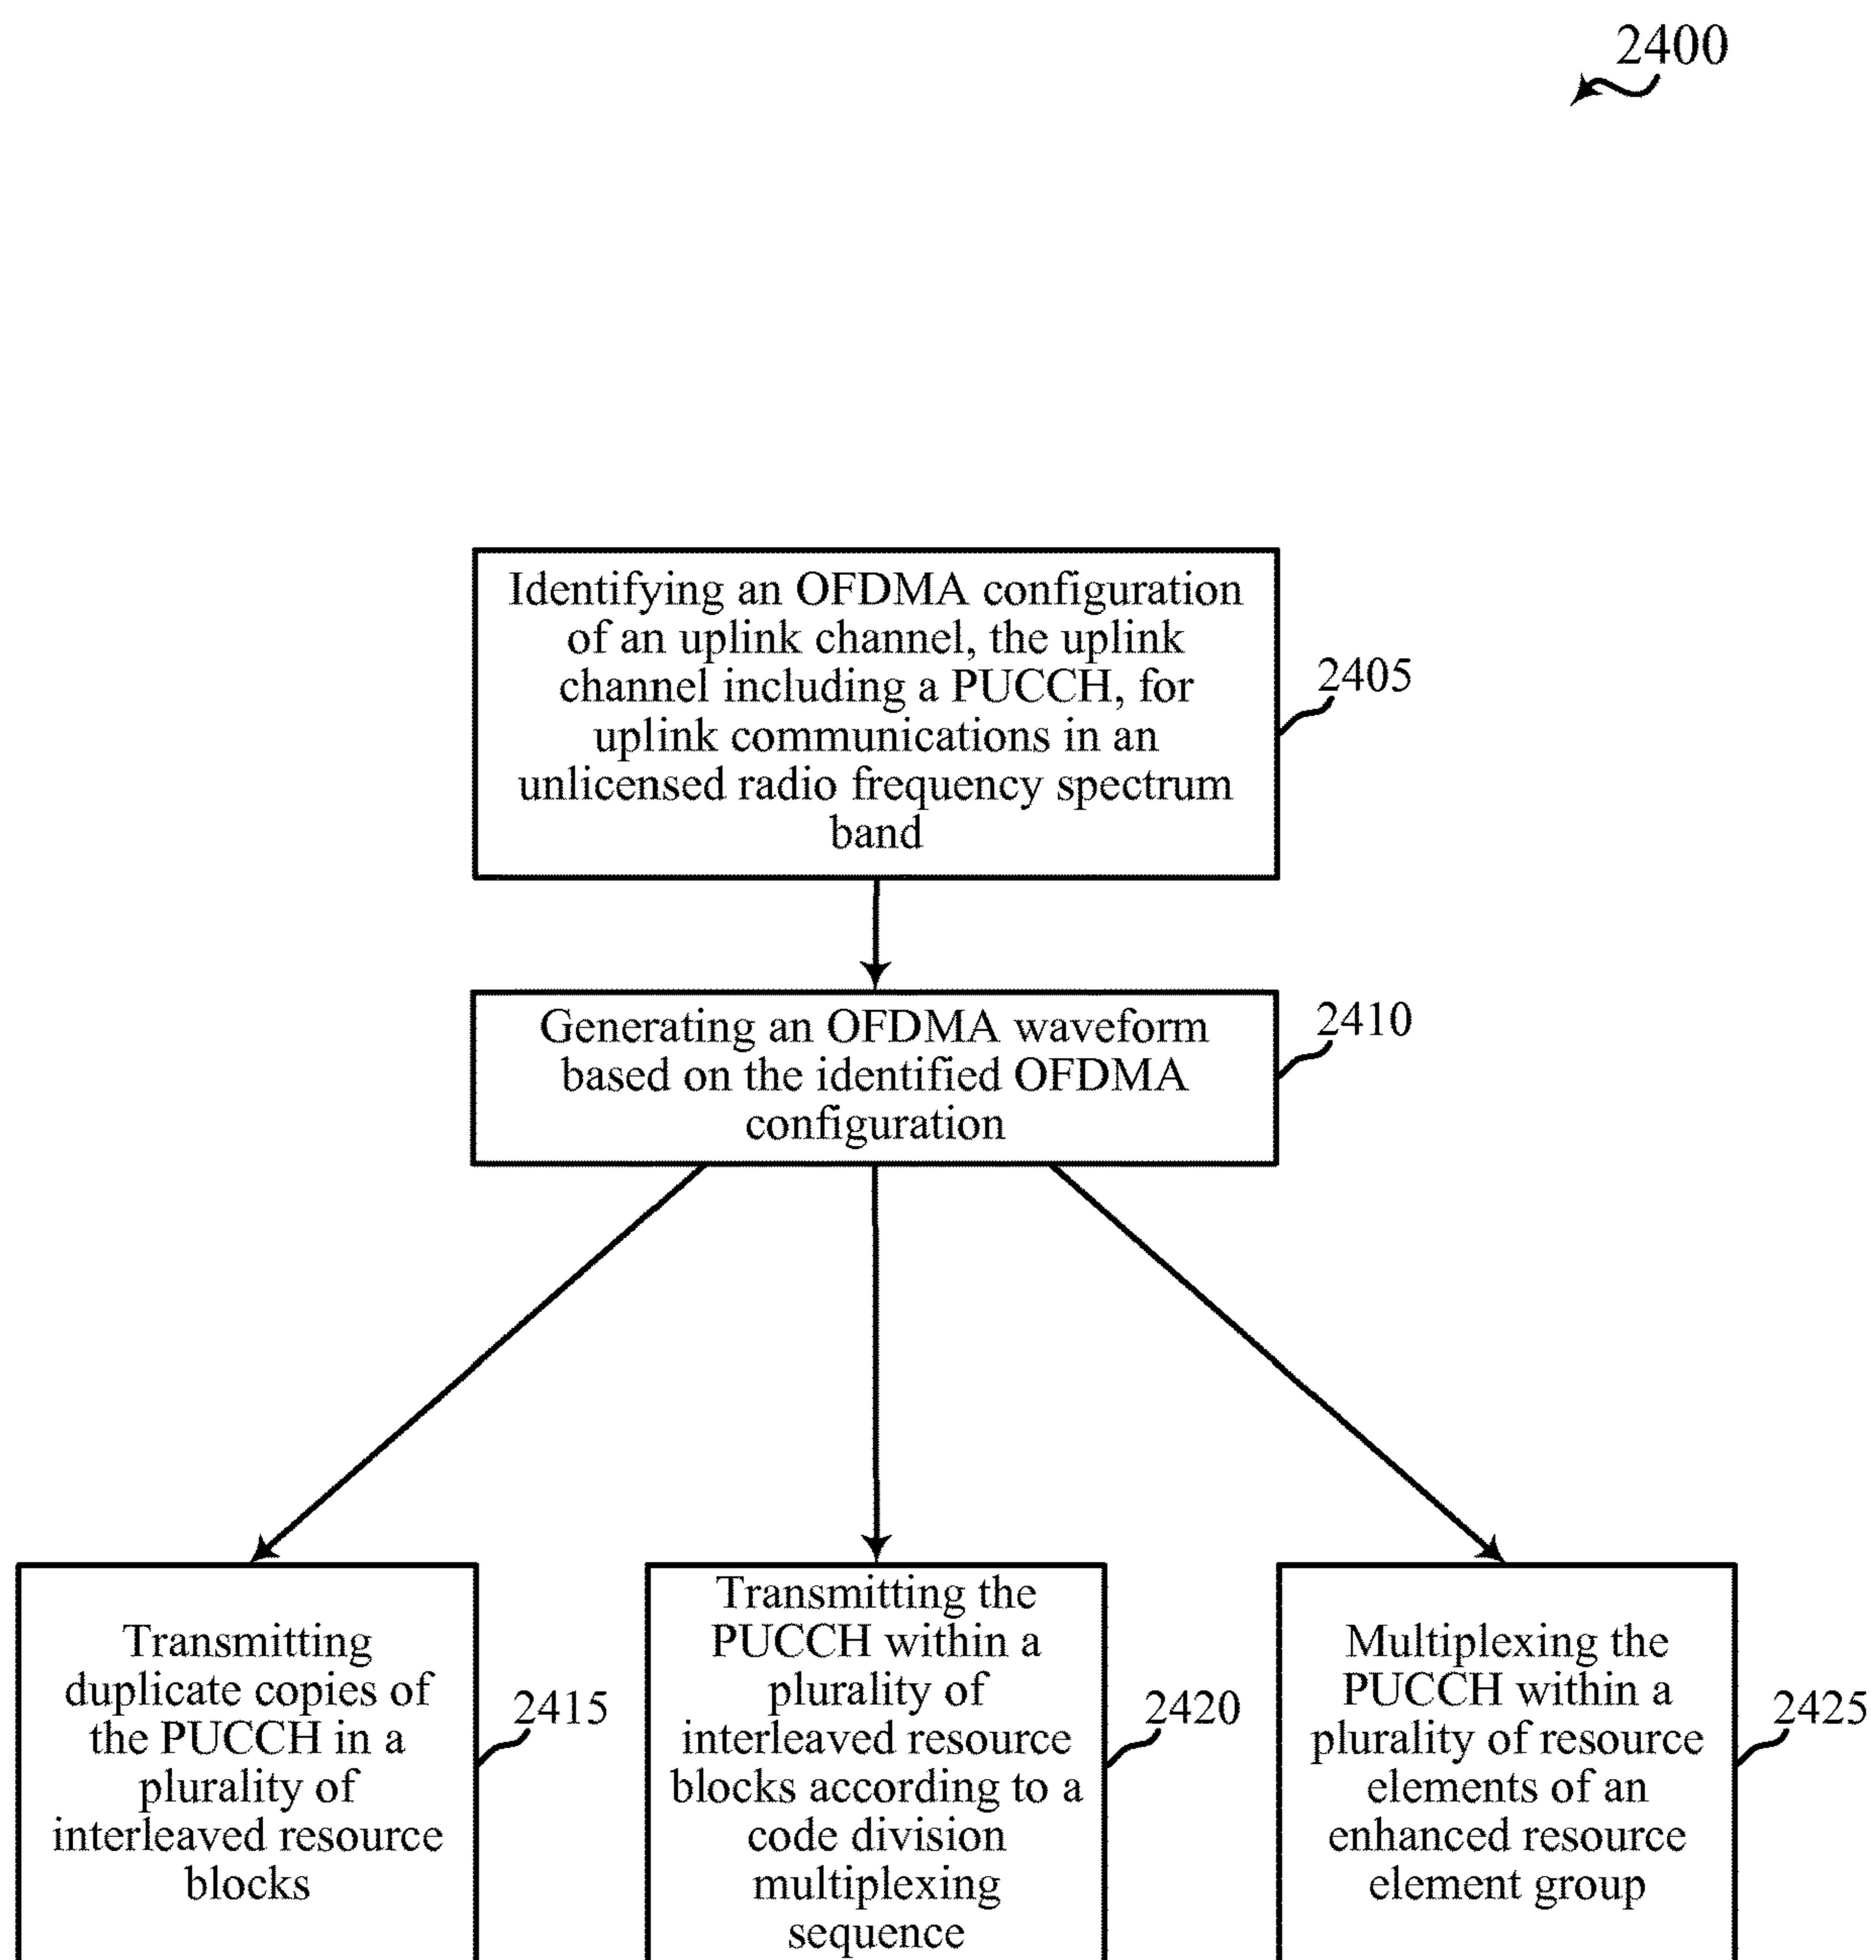 2400
Identifying an OFDMA configuration
of an uplink channel, the uplink
channel including a PUCCH, for
uplink communications in an
unlicensed radio frequency spectrum
band
2405
Generating an OFDMA waveform
based on the identified OFDMA
configuration
2410
Transmitting
duplicate copies of
the PUCCH in a
plurality of
interleaved resource
blocks
2415
Transmitting the
PUCCH within a
plurality of
interleaved resource
blocks according to a
code division
multiplexing
sequence
2420
Multiplexing the
PUCCH within a
plurality of resource
elements of an
enhanced resource
element group
2425